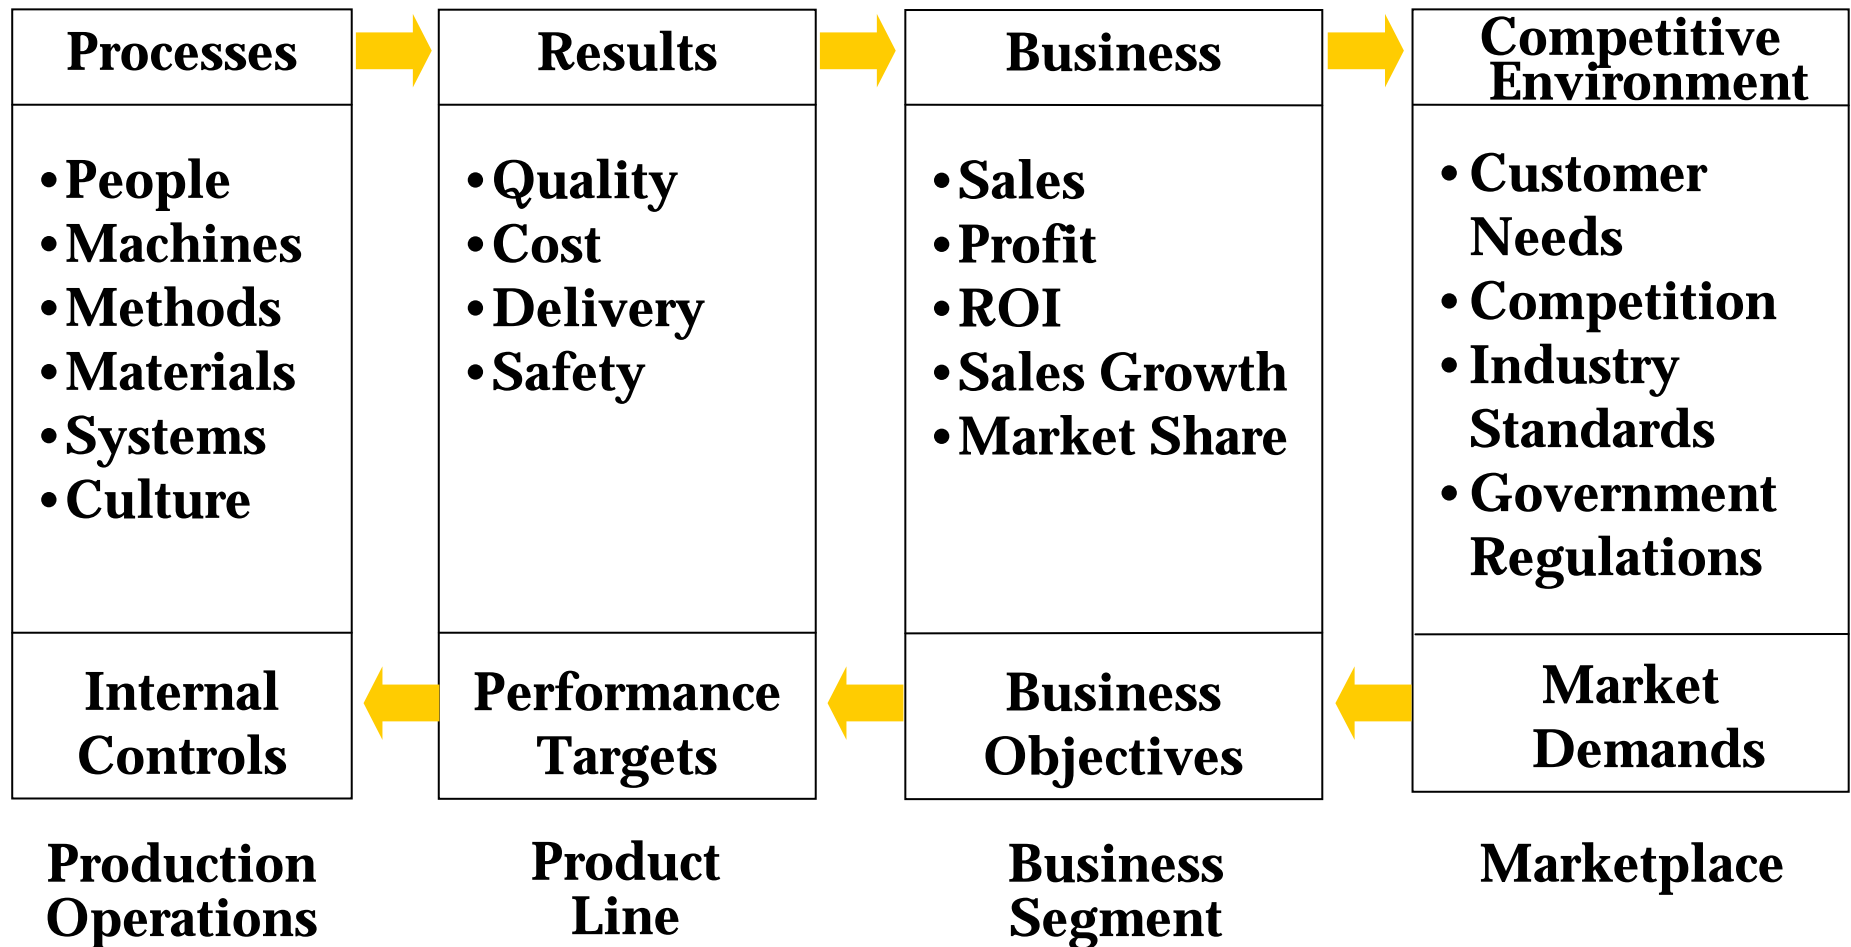 Processes
• People
• Machines
• Methods
• Materials
• Systems
• Culture
Internal
Controls
Production
Operations
Results
• Quality
• Cost
• Delivery
• Safety
Performance
Targets
Product
Line
Business
• Sales
• Profit
• ROI
• Sales Growth
• Market Share
Business
Objectives
Business
Segment
Competitive
Environment
• Customer
Needs
• Competition
• Industry
Standards
• Government
Regulations
Market
Demands
Marketplace